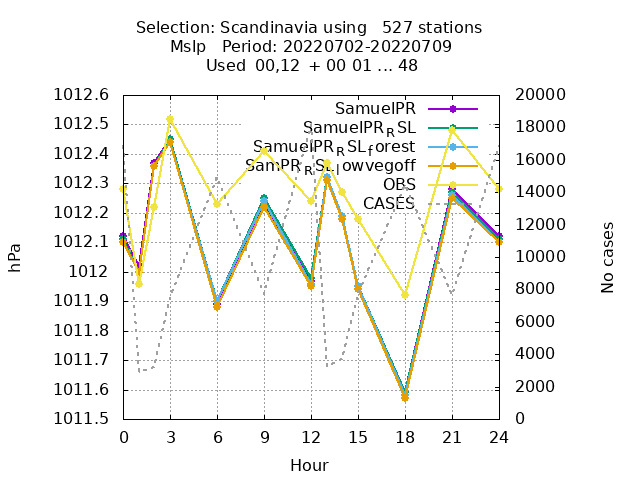 Selection: Scandinavia using 527 stations
Mslp Period: 20220702-20220709
Used 00,12 + 00 01 ... 48
1012.6 20000
SamuelPR
1012.5 SamuelPR_RSL 18000
1012.4 SamuelPR_RSL_forest 16000
SamPR_RSL_lowvegoff
1012.3 OBS 14000
CASES
1012.2 12000
1012.1 10000
1012 8000
1011.9
1011.8 6000
1011.7 4000
1011.6 2000
1011.5 0
hPa
No cases
0 3 6 9 12 15 18 21 24
Hour